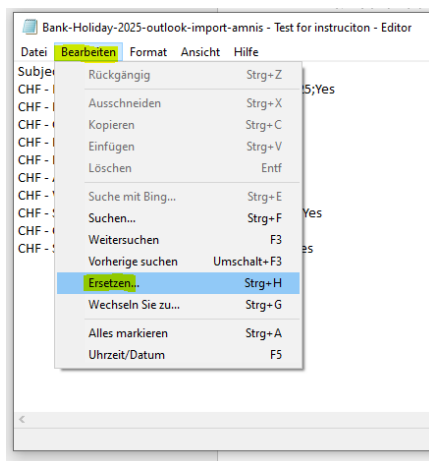 Bank-Holiday-2025-outlook-import-amnis - Test for instruciton - Editor
Datei Bearbeiten Format Ansicht Hilfe
Rückgängig Strg+Z
CHF - 25;Yes
Ausschneiden Strg+X
CHF -
Kopieren Strg+C
CHF -
Einfügen Strg+V
CHF -
Löschen Entf
CHF -
CHF -
Suche mit Bing... Strg+E
CHF -
Suchen... Strg+F
CHF - Yes
Weitersuchen F3
CHF -
Vorherige suchen Umschalt+F3
CHF -
Ersetzen... Strg+H
Wechseln Sie zu... Strg+G
Alles markieren Strg+A
Uhrzeit/Datum F5